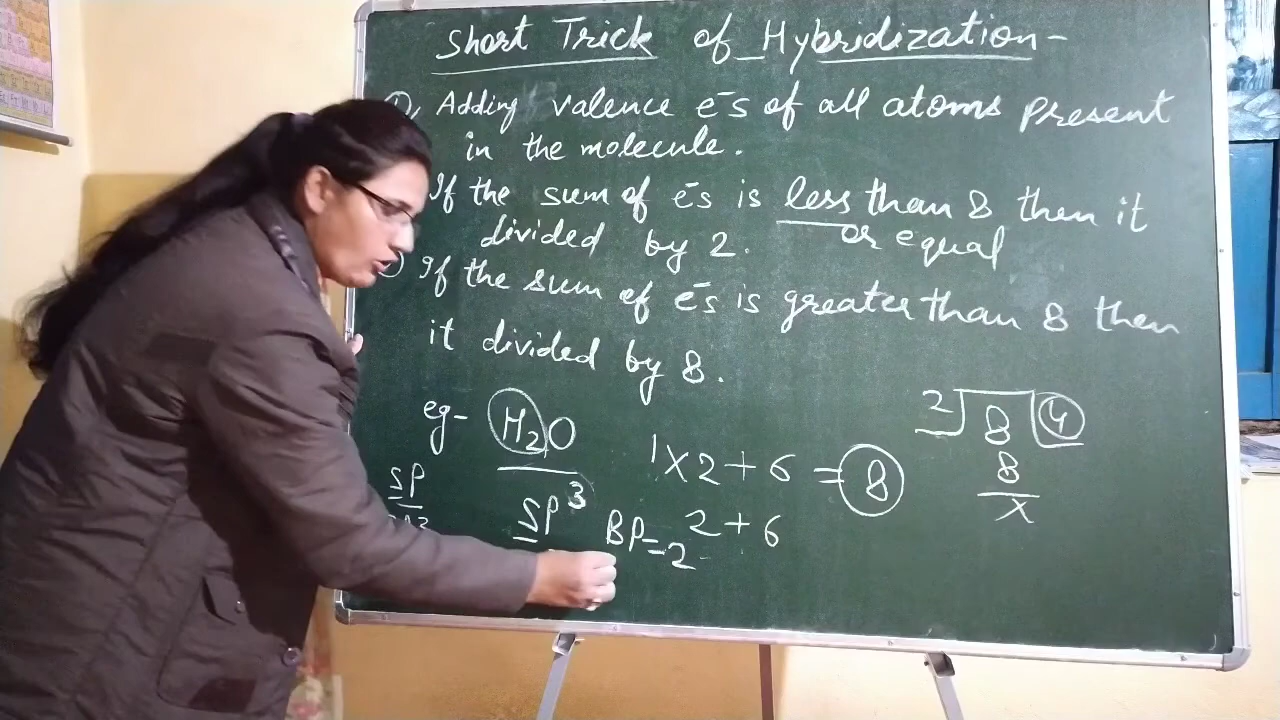 Short Trick of Hybridization-
1) Adding valence e̅s of all atoms present
in the molecule.
If the sum of e̅s is less than 8 then it
or equal
divided by 2.
If the sum of e̅s is greater than 8 then
it divided by 8.
eg- H₂O
1×2+6=8
2 8 4
8
x
SP
SP³
BP=2
2+6